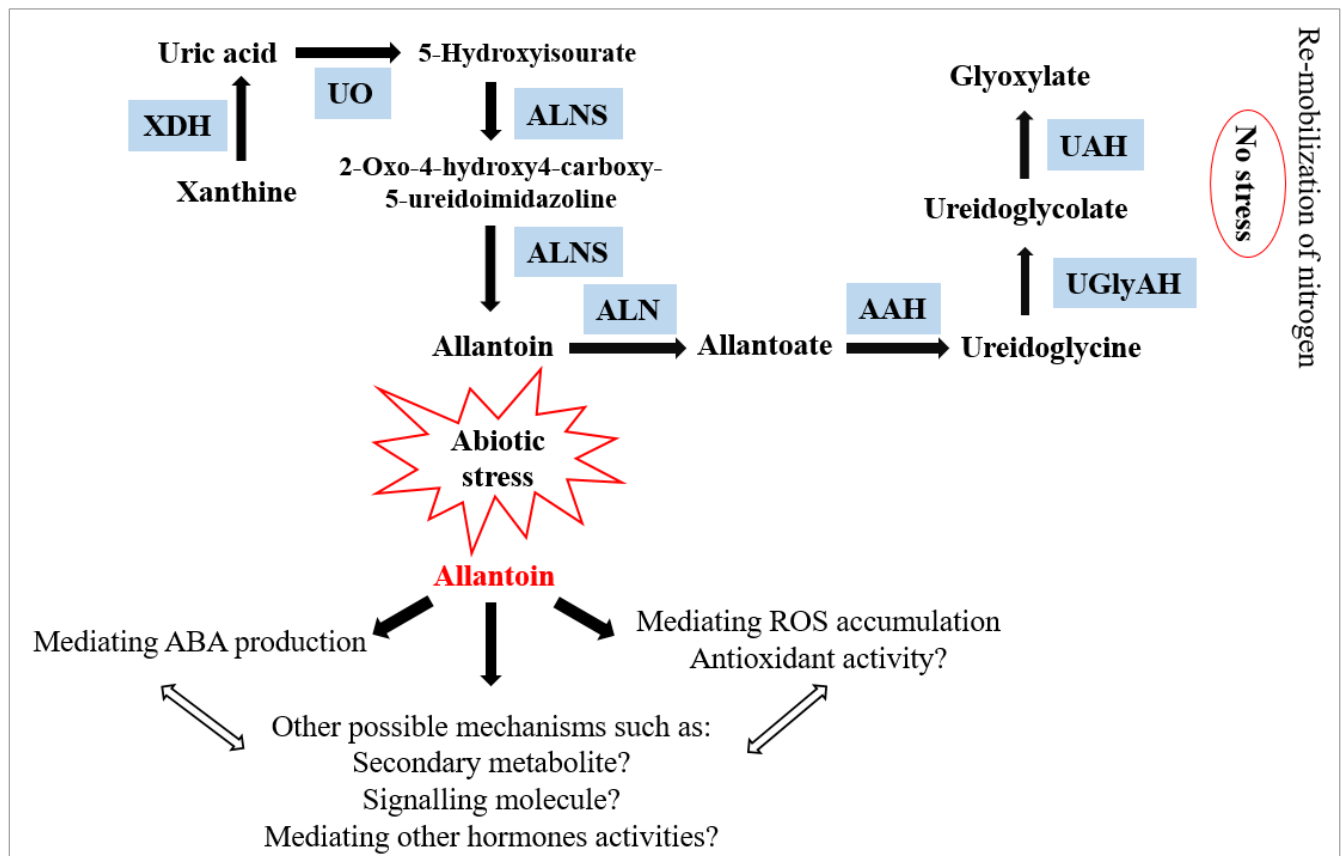 Uric acid
5-Hydroxyisourate
UO
XDH
Xanthine
ALNS
2-Oxo-4-hydroxy4-carboxy-
5-ureidoimidazoline
ALNS
Allantoin
ALN
Allantoate
AAH
Ureidoglycine
UGlyAH
Ureidoglycolate
UAH
Glyoxylate
No stress
Re-mobilization of nitrogen
Abiotic
stress
Allantoin
Mediating ABA production
Mediating ROS accumulation
Antioxidant activity?
Other possible mechanisms such as:
Secondary metabolite?
Signalling molecule?
Mediating other hormones activities?